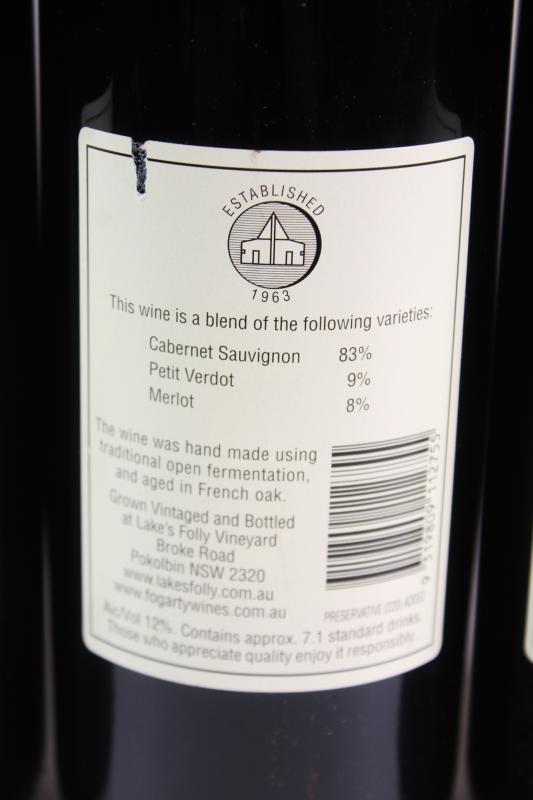 ESTABLISHED
1963
This wine is a blend of the following varieties:
Cabernet Sauvignon 83%
Petit Verdot 9%
Merlot 8%
The wine was hand made using
traditional open fermentation,
and aged in French oak.
Grown Vintaged and Bottled
at Lake's Folly Vineyard
Broke Road
Pokolbin NSW 2320
www.lakesfolly.com.au
www.fogartywines.com.au
9 319809 112755
PRESERVATIVE (220) ADDED
Alc/Vol 12%. Contains approx. 7.1 standard drinks.
Those who appreciate quality enjoy it responsibly.